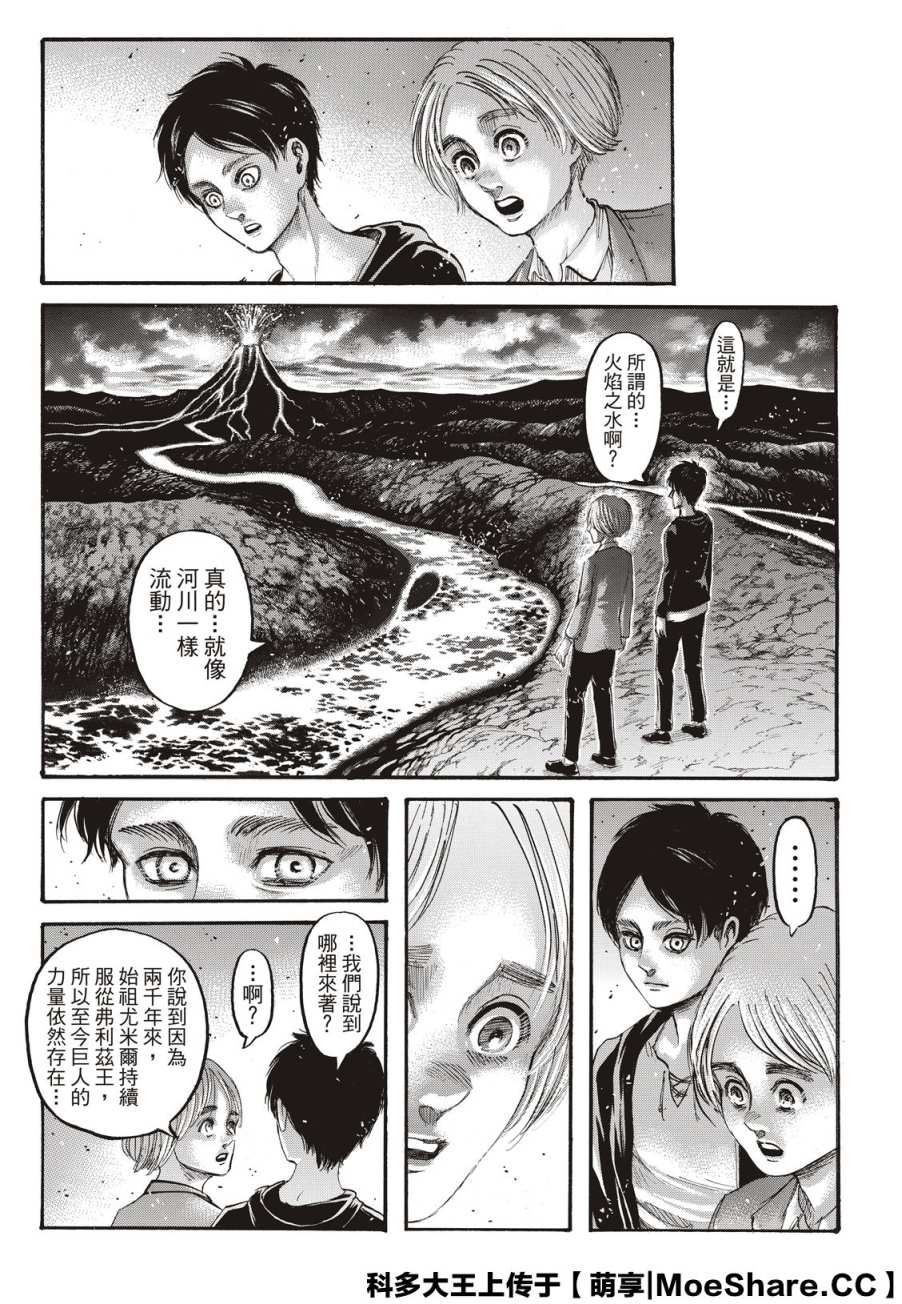 這就是…
所謂的…
火焰之水啊?
真的…就像
河川一樣
流動…
……
…我們說到
哪裡來著?
…啊?
你說到因為
兩千年來，
始祖尤米爾持續
服從弗利茲王，
所以至今巨人的
力量依然存在…
科多大王上传于【萌享|MoeShare.CC】